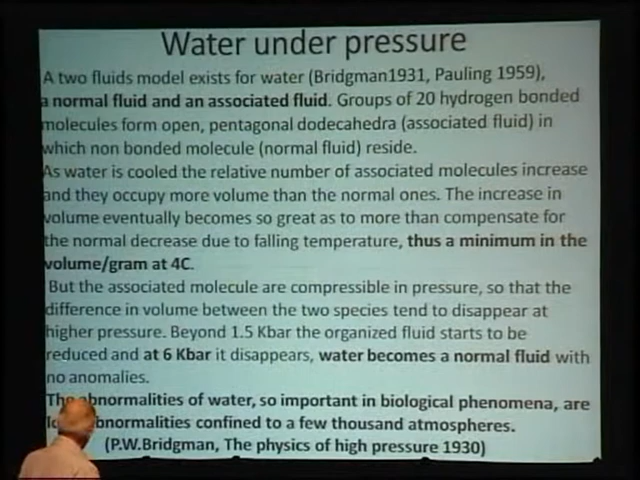 Water under pressure
A two fluids model exists for water (Bridgman1931, Pauling 1959),
a normal fluid and an associated fluid. Groups of 20 hydrogen bonded
molecules form open, pentagonal dodecahedra (associated fluid) in
which non bonded molecule (normal fluid) reside.
As water is cooled the relative number of associated molecules increase
and they occupy more volume than the normal ones. The increase in
volume eventually becomes so great as to more than compensate for
the normal decrease due to falling temperature, thus a minimum in the
volume/gram at 4C.
But the associated molecule are compressible in pressure, so that the
difference in volume between the two species tend to disappear at
higher pressure. Beyond 1.5 Kbar the organized fluid starts to be
reduced and at 6 Kbar it disappears, water becomes a normal fluid with
no anomalies.
The abnormalities of water, so important in biological phenomena, are
abnormalities confined to a few thousand atmospheres.
(P.W.Bridgman, The physics of high pressure 1930)